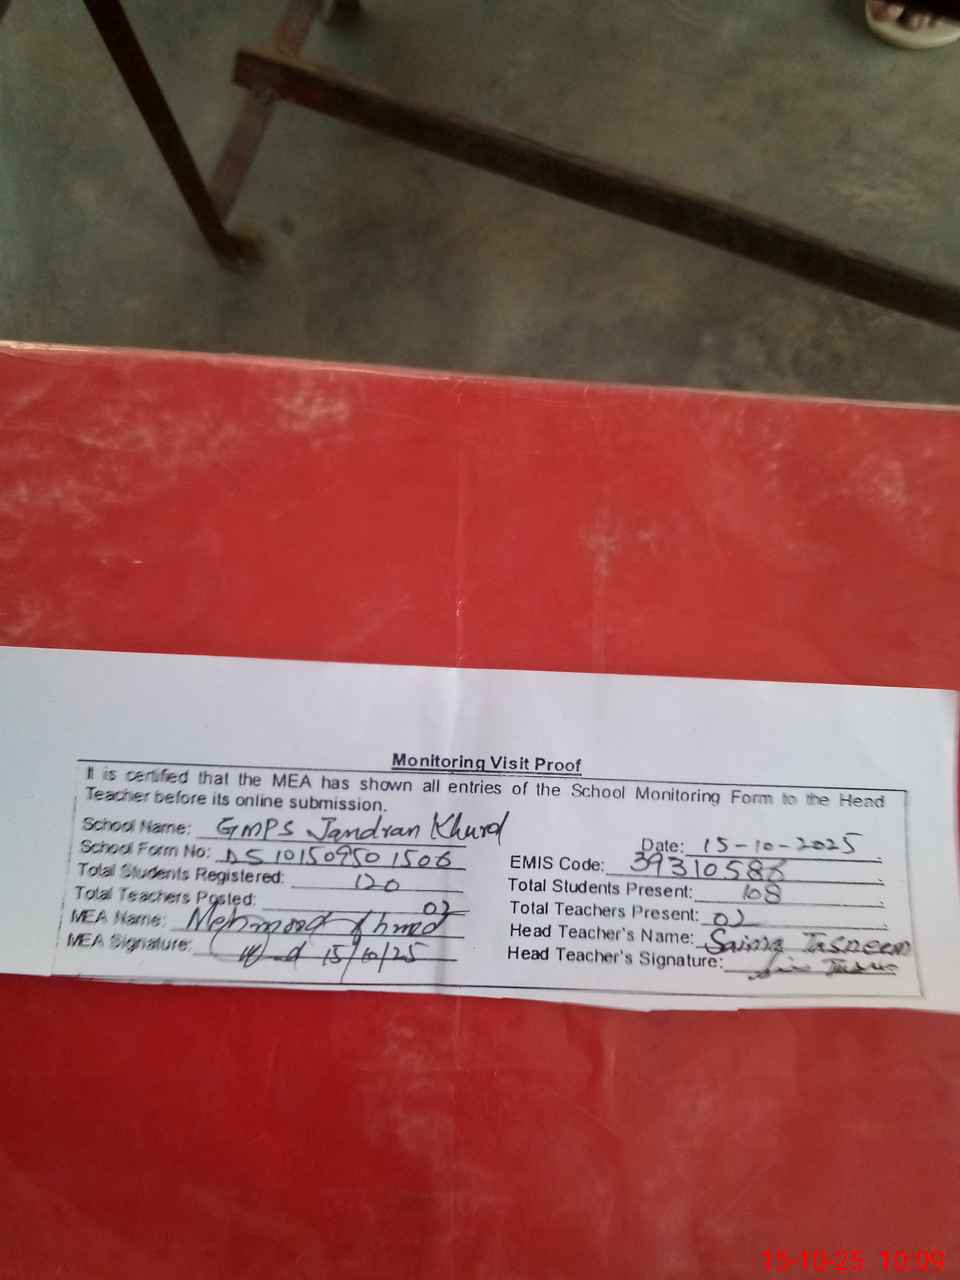 Monitoring Visit Proof
It is certified that the MEA has shown all entries of the School Monitoring Form to the Head
Teacher before its online submission.
School Name: GMPS Jandran Khurd
Date: 15-10-2025
School Form No: DS10150950 1506
EMIS Code: 39310586
Total Students Registered: 120
Total Students Present: 108
Total Teachers Posted: 02
Total Teachers Present: 02
MEA Name: Mehmood Ahmed
Head Teacher's Name: Saima Tasneem
MEA Signature: 15/10/25
Head Teacher's Signature:
15-10-25 10:09